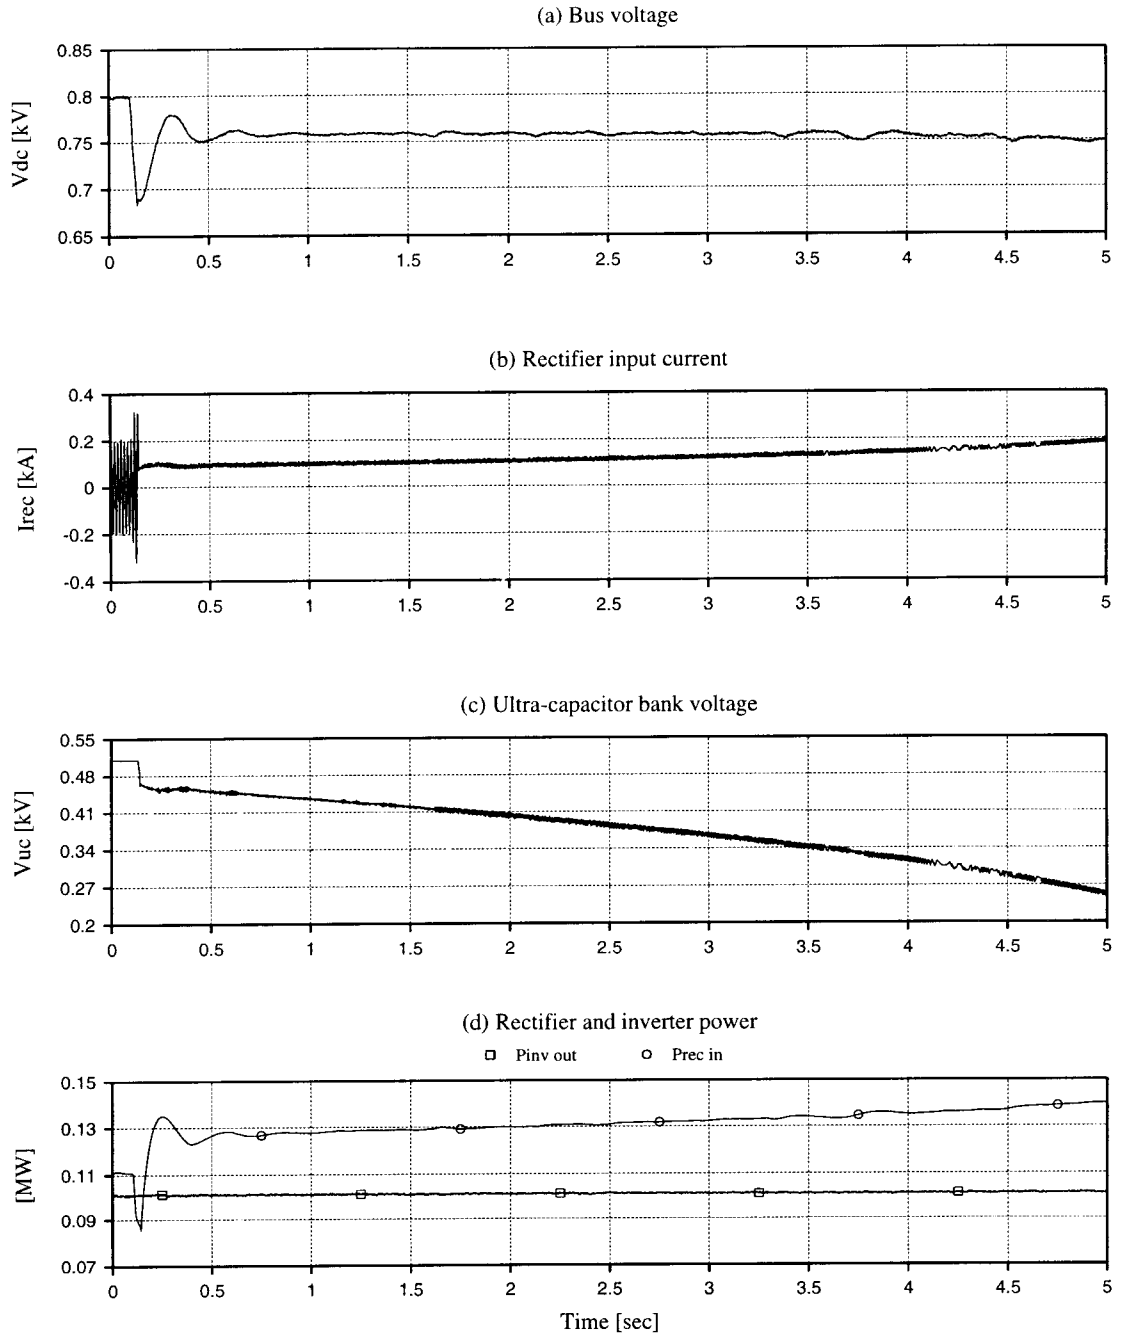 (a) Bus voltage
0.85
0.8
0.75
0.7
0.65
Vdc [kV]
0 0.5 1 1.5 2 2.5 3 3.5 4 4.5 5
(b) Rectifier input current
0.4
0.2
0
-0.2
-0.4
Irec [kA]
0 0.5 1 1.5 2 2.5 3 3.5 4 4.5 5
(c) Ultra-capacitor bank voltage
0.55
0.48
0.41
0.34
0.27
0.2
Vuc [kV]
0 0.5 1 1.5 2 2.5 3 3.5 4 4.5 5
(d) Rectifier and inverter power
Pinv out Prec in
0.15
0.13
0.11
0.09
0.07
[MW]
0 0.5 1 1.5 2 2.5 3 3.5 4 4.5 5
Time [sec]